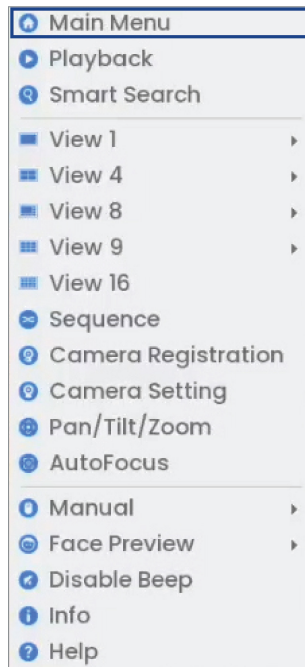 Main Menu
Playback
Smart Search
View 1
View 4
View 8
View 9
View 16
Sequence
Camera Registration
Camera Setting
Pan/Tilt/Zoom
AutoFocus
Manual
Face Preview
Disable Beep
Info
Help